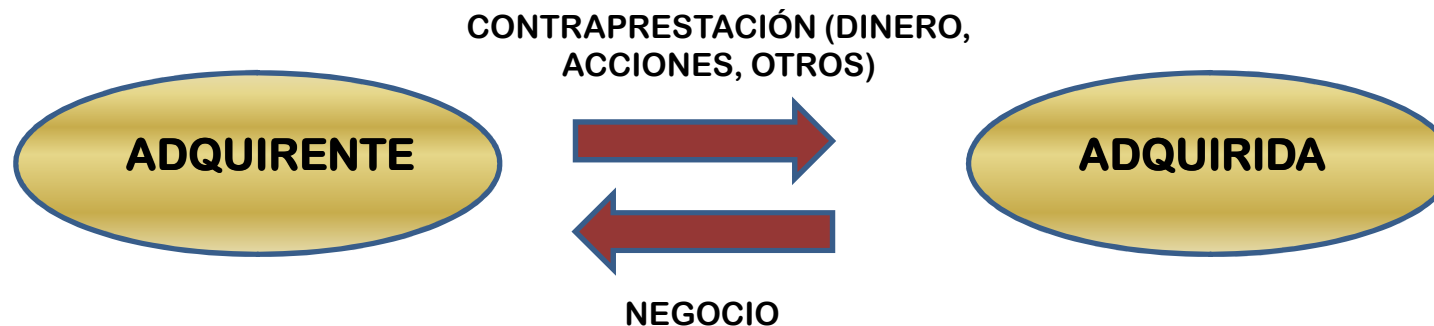 CONTRAPRESTACIÓN (DINERO,
ACCIONES, OTROS)
ADQUIRENTE
ADQUIRIDA
NEGOCIO